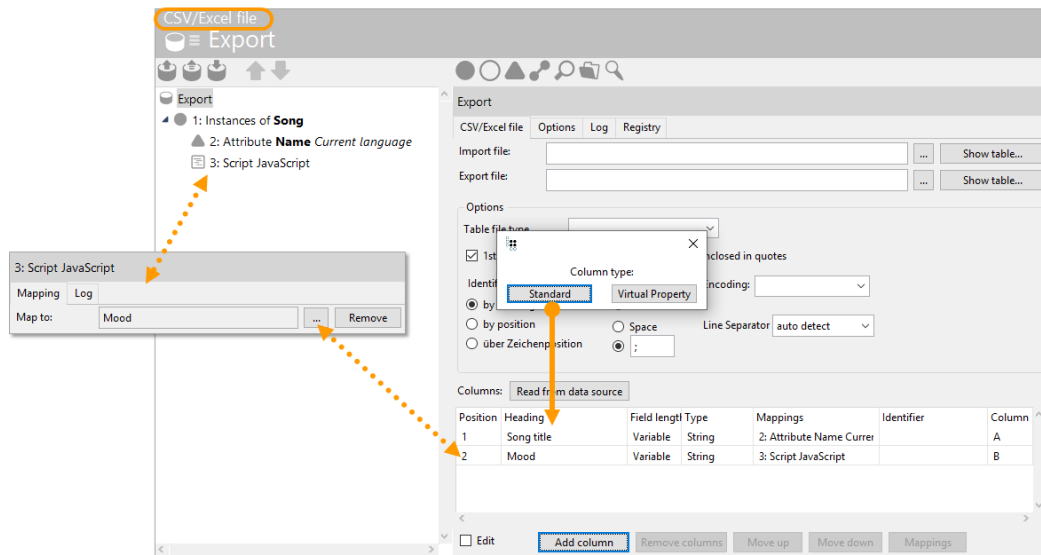 CSV/Excel file
Export
Export
1: Instances of Song
2: Attribute Name Current language
3: Script JavaScript
3: Script JavaScript
Mapping Log
Map to: Mood ... Remove
Export
CSV/Excel file Options Log Registry
Import file: ... Show table...
Export file: ... Show table...
Options
Table file type
1st nclosed in quotes
Column type:
Standard Virtual Property
Identif ncoding:
by
by position Space Line Separator auto detect
über Zeichenposition ;
Columns: Read from data source
Position Heading Field lengtl Type Mappings Identifier Column
1 Song title Variable String 2: Attribute Name Currer A
2 Mood Variable String 3: Script JavaScript B
Edit Add column Remove columns Move up Move down Mappings